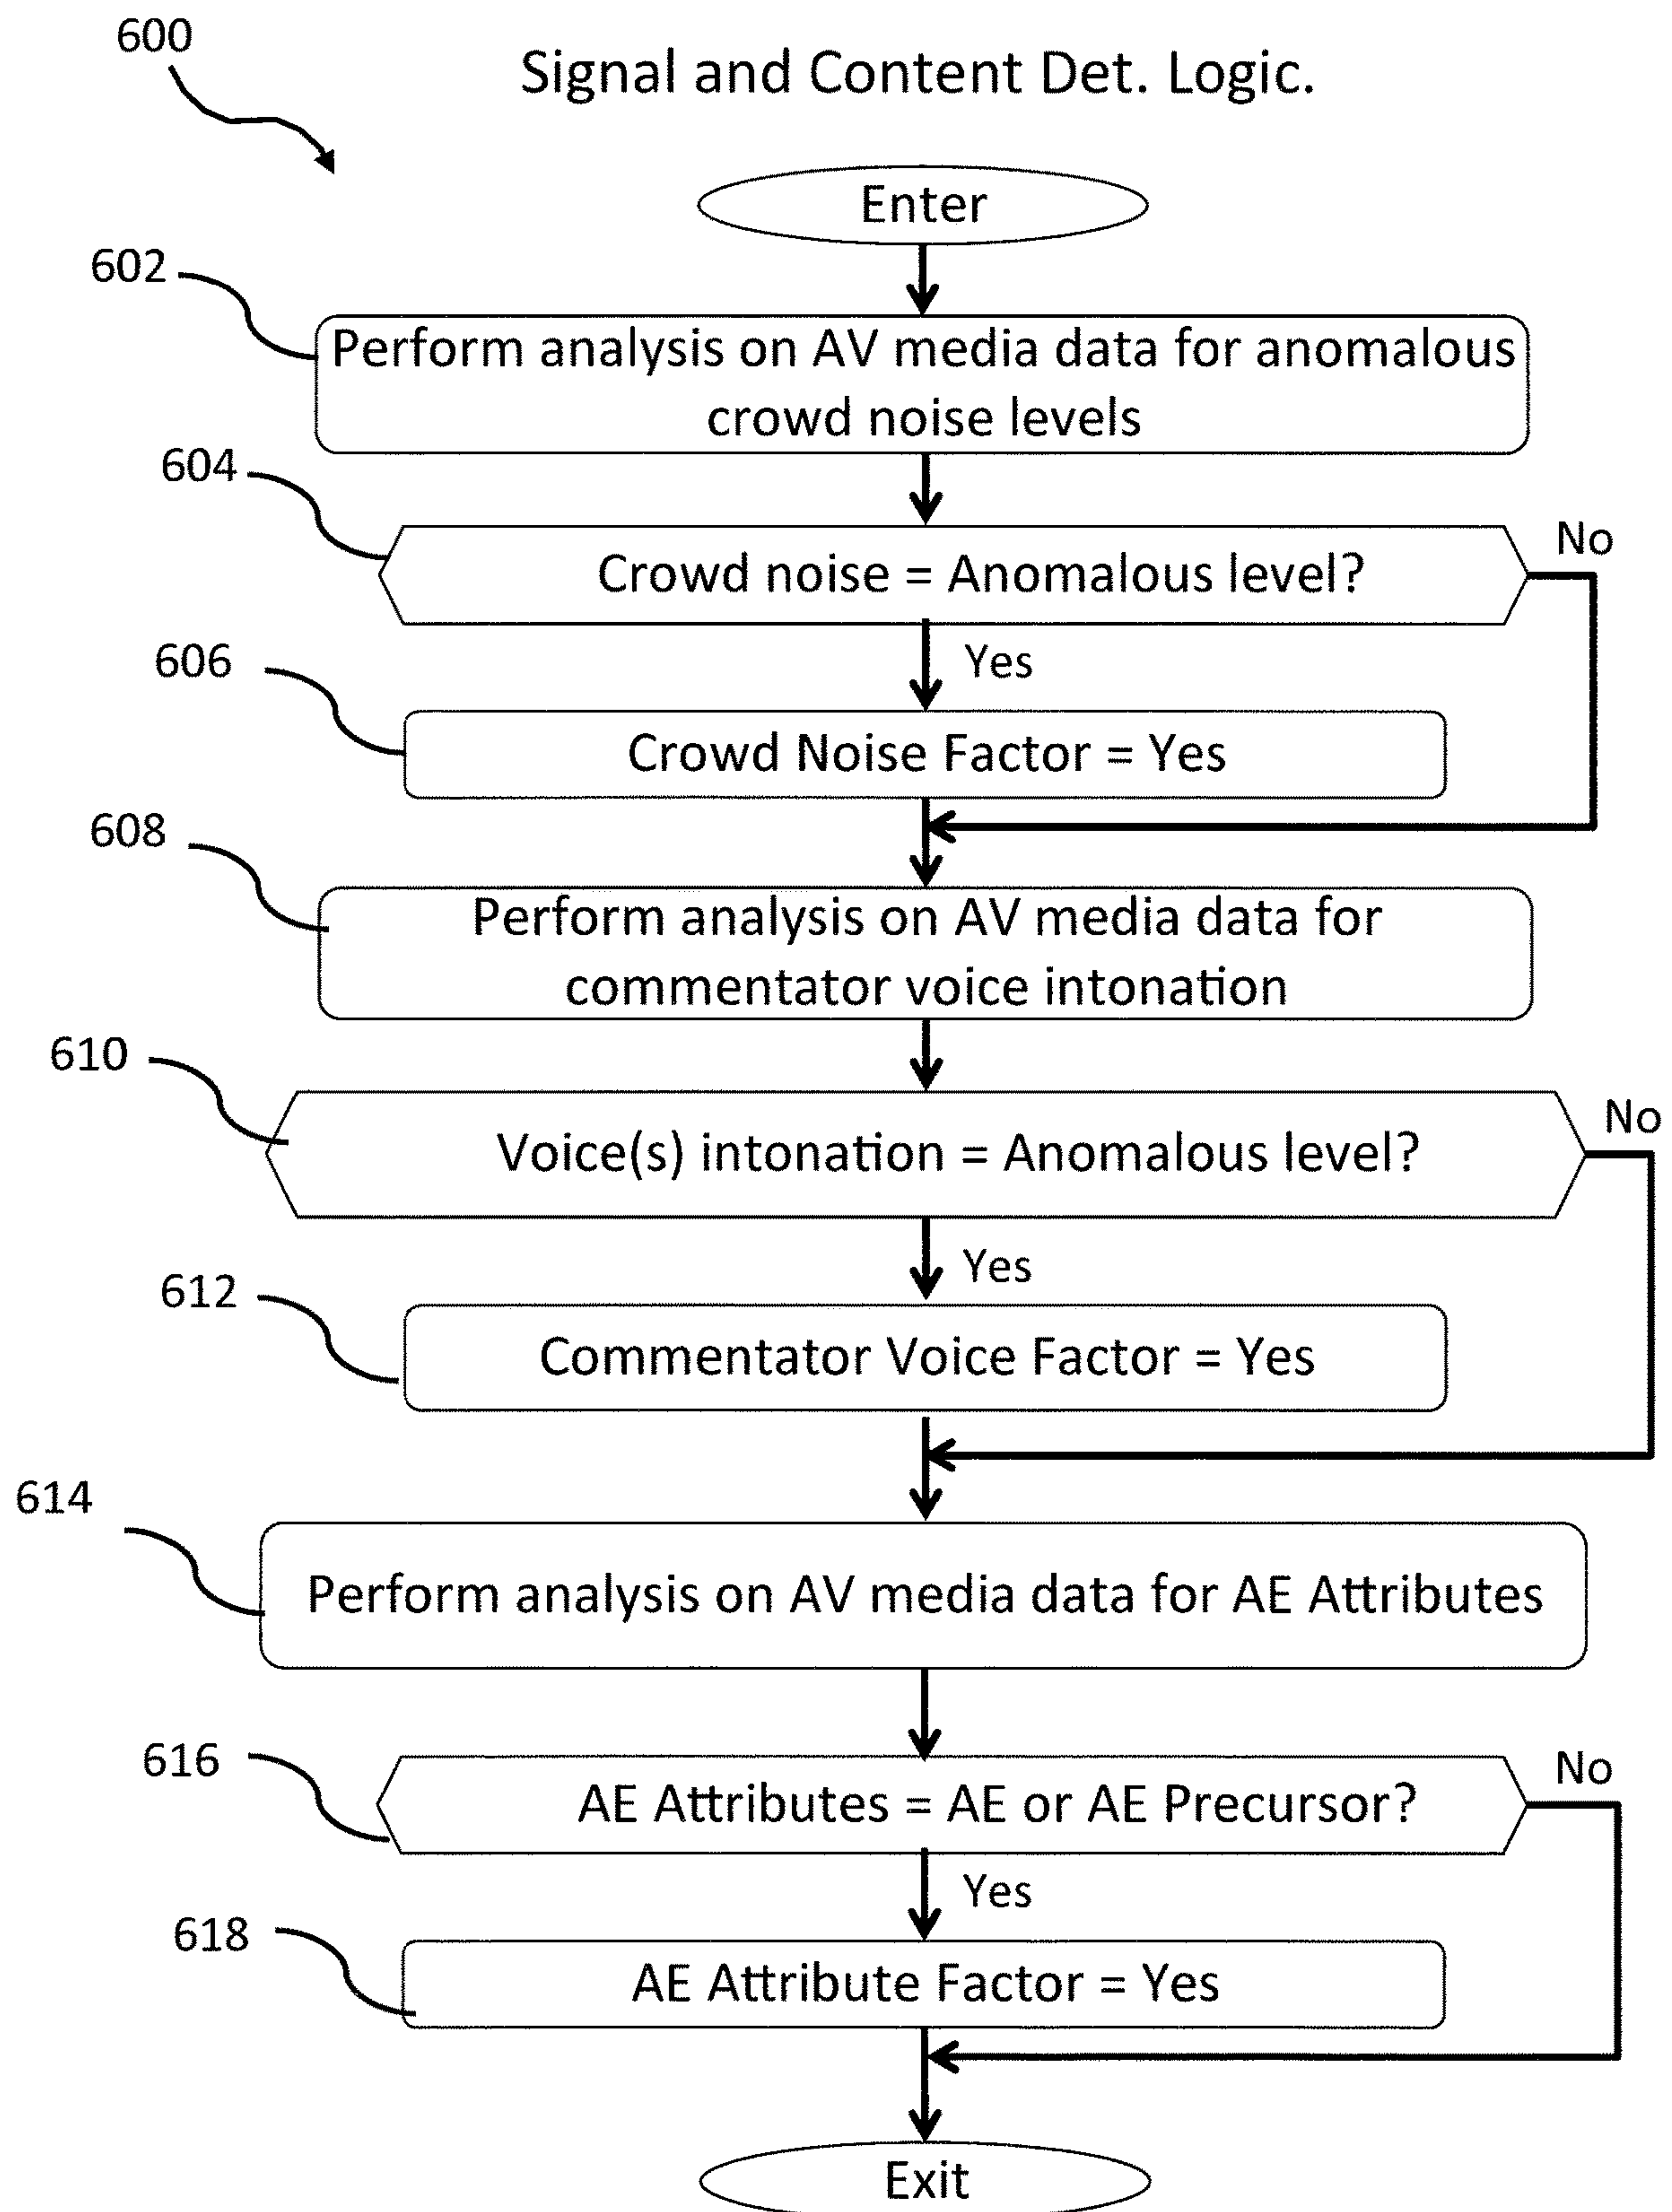 600
Signal and Content Det. Logic.
Enter
602
Perform analysis on AV media data for anomalous
crowd noise levels
604
No
Crowd noise = Anomalous level?
606
Yes
Crowd Noise Factor = Yes
608
Perform analysis on AV media data for
commentator voice intonation
610
No
Voice(s) intonation = Anomalous level?
Yes
612
Commentator Voice Factor = Yes
614
Perform analysis on AV media data for AE Attributes
616
No
AE Attributes = AE or AE Precursor?
Yes
618
AE Attribute Factor = Yes
Exit